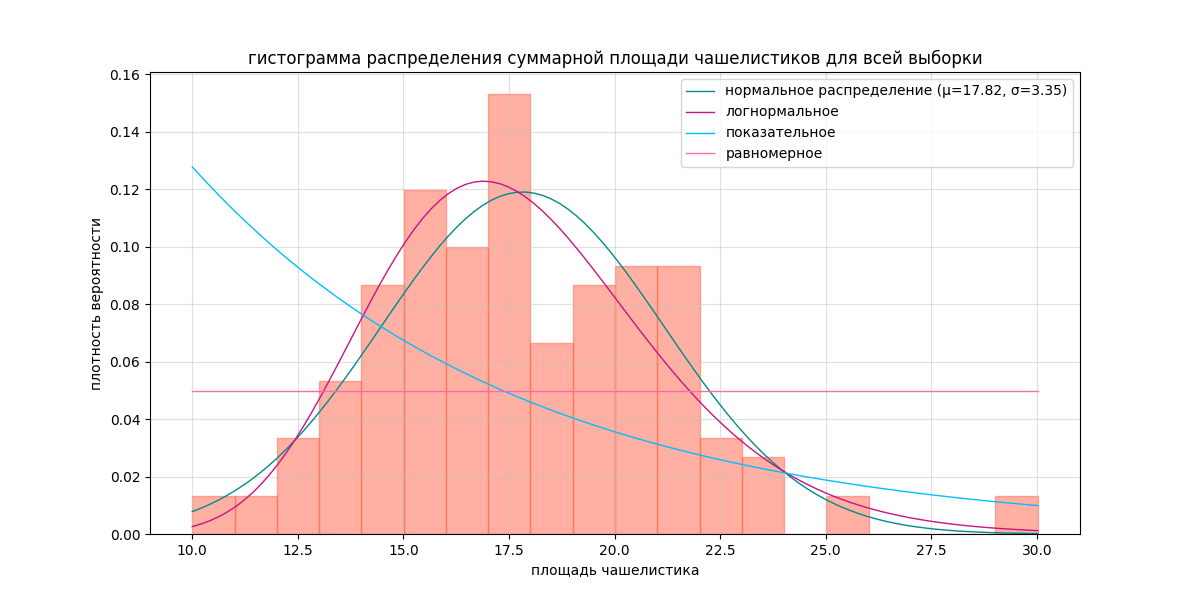 гистограмма распределения суммарной площади чашелистиков для всей выборки
нормальное распределение (μ=17.82, σ=3.35)
логнормальное
показательное
равномерное
плотность вероятности
0.16
0.14
0.12
0.10
0.08
0.06
0.04
0.02
0.00
10.0 12.5 15.0 17.5 20.0 22.5 25.0 27.5 30.0
площадь чашелистика